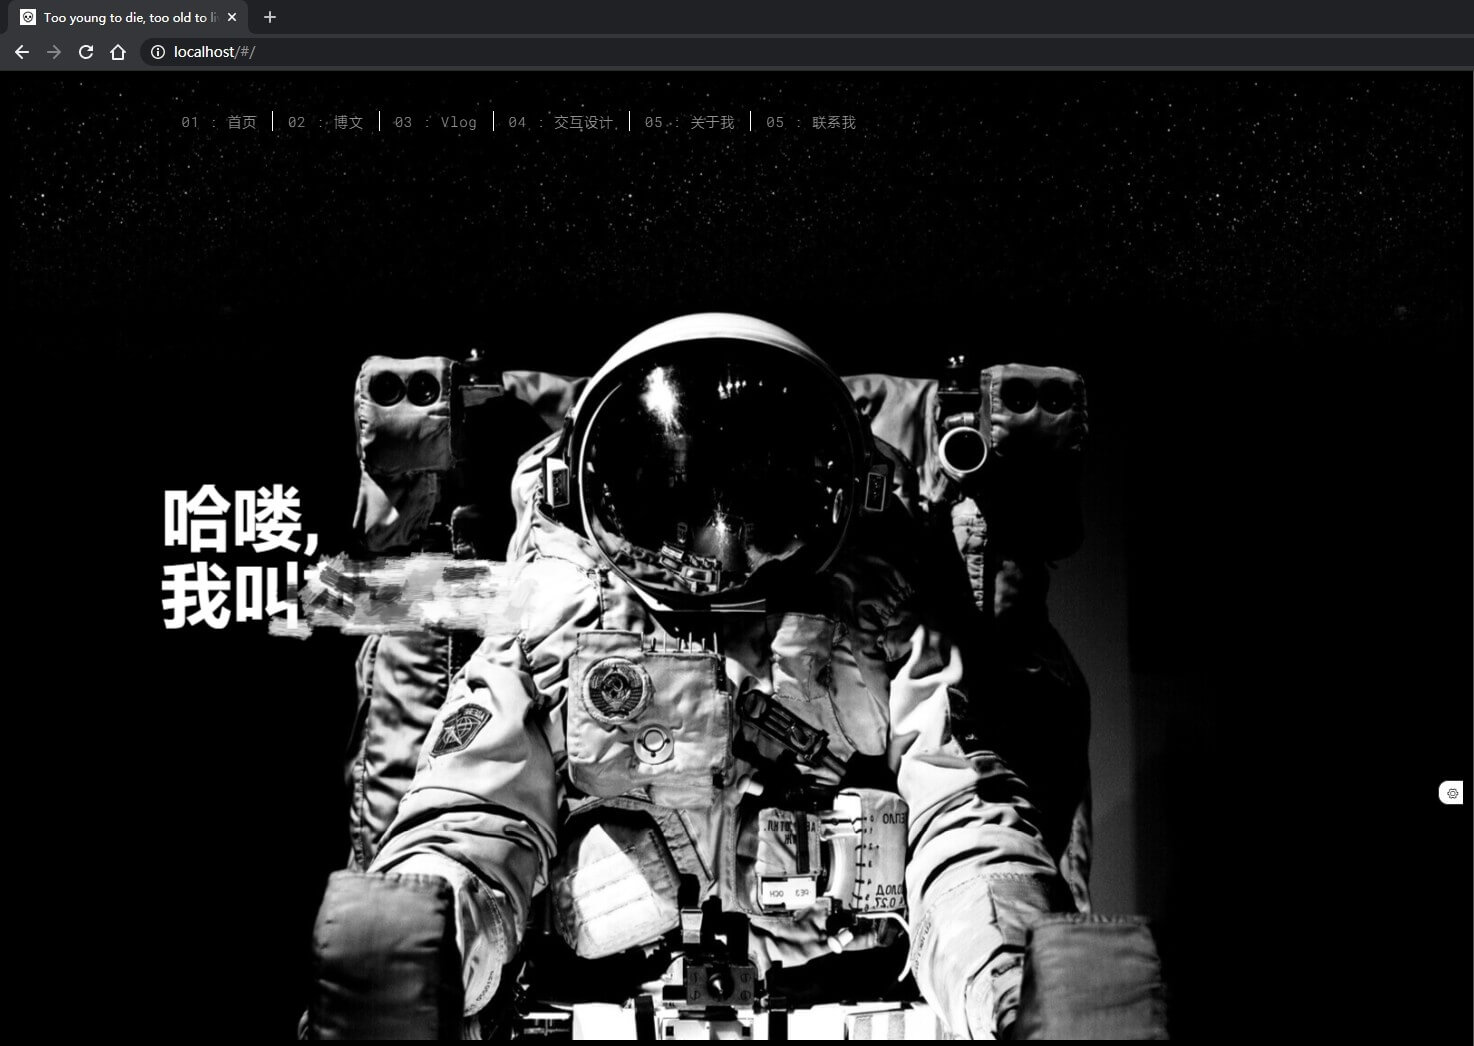 Too young to die, too old to li
localhost/#/
01 : 首页 02 : 博文 03 : Vlog 04 : 交互设计 05 : 关于我 05 : 联系我
哈喽,
我叫